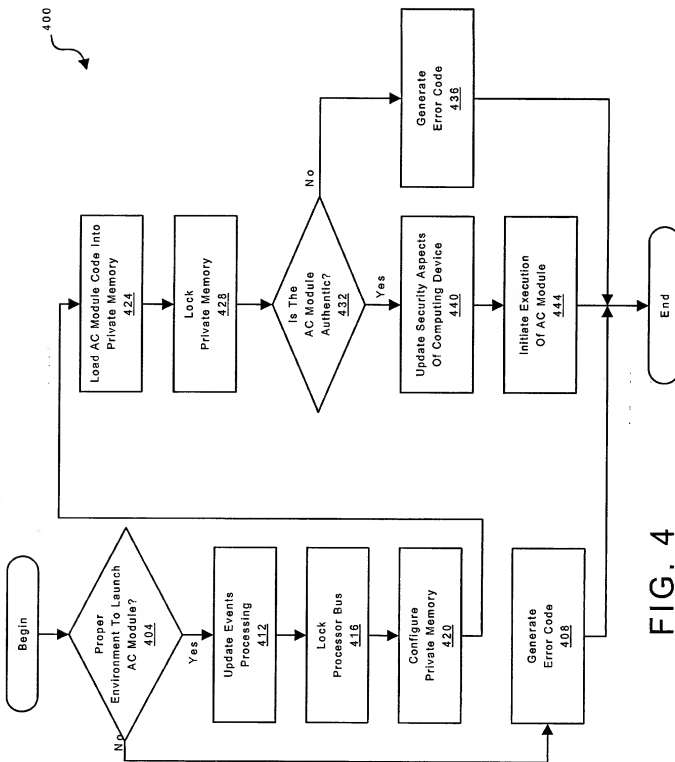 400
Begin
Proper
Environment To Launch
AC Module?
404
No
Yes
Update Events
Processing
412
Lock
Processor Bus
416
Configure
Private Memory
420
Generate
Error Code
408
Load AC Module Code Into
Private Memory
424
Lock
Private Memory
428
Is The
AC Module
Authentic?
432
No
Yes
Generate
Error Code
436
Update Security Aspects
Of Computing Device
440
Initiate Execution
Of AC Module
444
End
FIG. 4